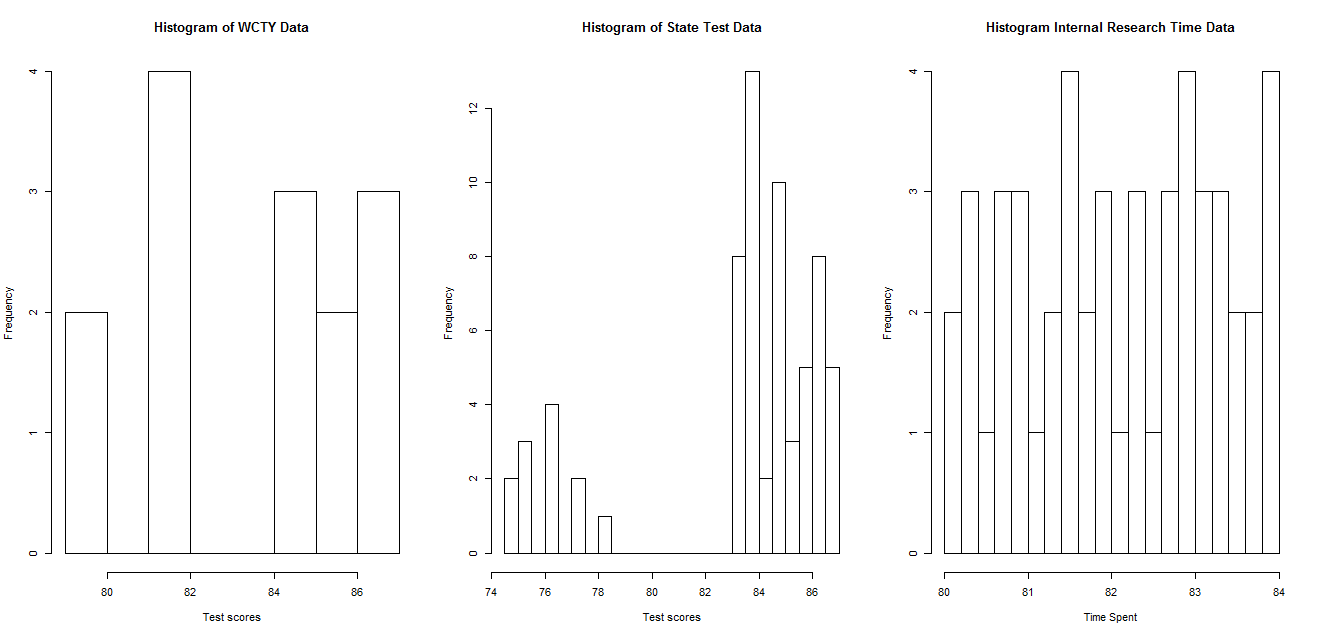 Histogram of WCTY Data
Frequency
4
3
2
1
0
80 82 84 86
Test scores
Histogram of State Test Data
Frequency
12
10
8
6
4
2
0
74 76 78 80 82 84 86
Test scores
Histogram Internal Research Time Data
Frequency
4
3
2
1
0
80 81 82 83 84
Time Spent